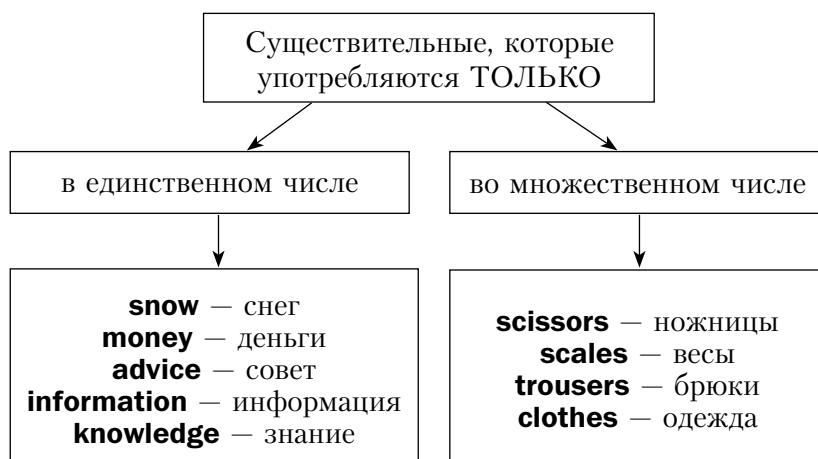 Существительные, которые
употребляются ТОЛЬКО
в единственном числе
во множественном числе
snow — снег
money — деньги
advice — совет
information — информация
knowledge — знание
scissors — ножницы
scales — весы
trousers — брюки
clothes — одежда